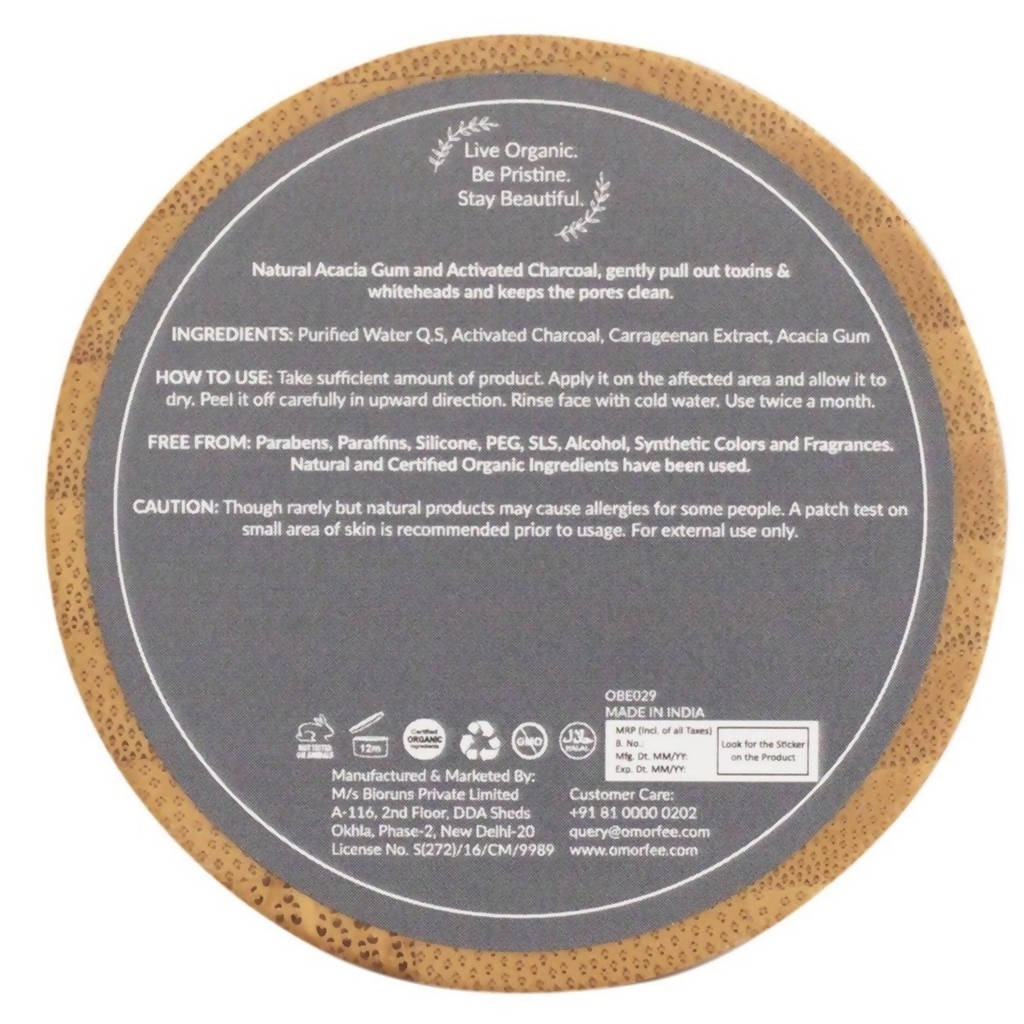 Live Organic.
Be Pristine.
Stay Beautiful.
Natural Acacia Gum and Activated Charcoal, gently pull out toxins &
whiteheads and keeps the pores clean.
INGREDIENTS: Purified Water Q.S, Activated Charcoal, Carrageenan Extract, Acacia Gum
HOW TO USE: Take sufficient amount of product. Apply it on the affected area and allow it to
dry. Peel it off carefully in upward direction. Rinse face with cold water. Use twice a month.
FREE FROM: Parabens, Paraffins, Silicone, PEG, SLS, Alcohol, Synthetic Colors and Fragrances.
Natural and Certified Organic Ingredients have been used.
CAUTION: Though rarely but natural products may cause allergies for some people. A patch test on
small area of skin is recommended prior to usage. For external use only.
OBE029
MADE IN INDIA
NOT TESTED
ON ANIMALS
12m
Certified
ORGANIC
Ingredients
GMO
HALAL
MRP (Incl. of all Taxes)
B. No.:
Mfg. Dt. MM/YY:
Exp. Dt. MM/YY:
Look for the Sticker
on the Product
Manufactured & Marketed By:
M/s Bioruns Private Limited
A-116, 2nd Floor, DDA Sheds
Okhla, Phase-2, New Delhi-20
License No. S(272)/16/CM/9989
Customer Care:
+91 81 0000 0202
query@omorfee.com
www.omorfee.com